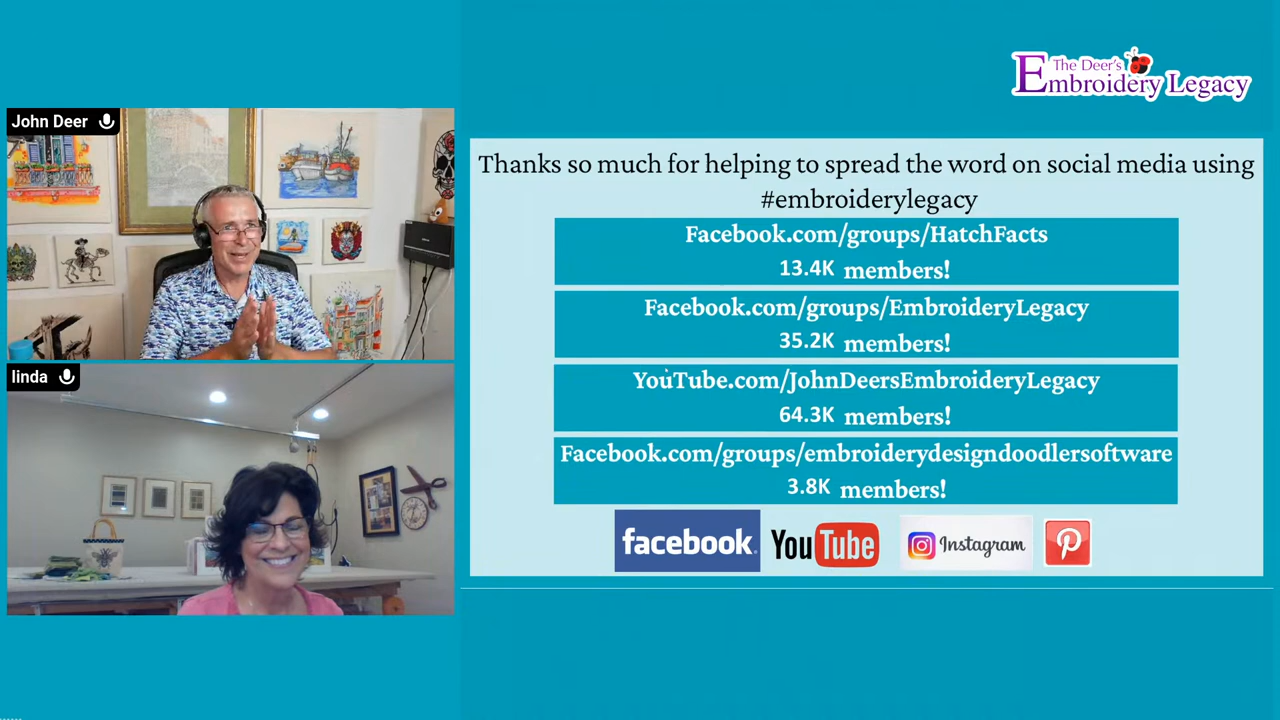 The Deer's
Embroidery Legacy
John Deer
linda
Thanks so much for helping to spread the word on social media using
#embroiderylegacy
Facebook.com/groups/HatchFacts
13.4K members!
Facebook.com/groups/EmbroideryLegacy
35.2K members!
YouTube.com/JohnDeersEmbroideryLegacy
64.3K members!
Facebook.com/groups/embroiderydesigndoodlersoftware
3.8K members!
facebook.
YouTube
Instagram